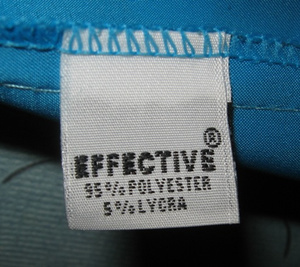 EFFECTIVE®
95% POLYESTER
5% LYCRA